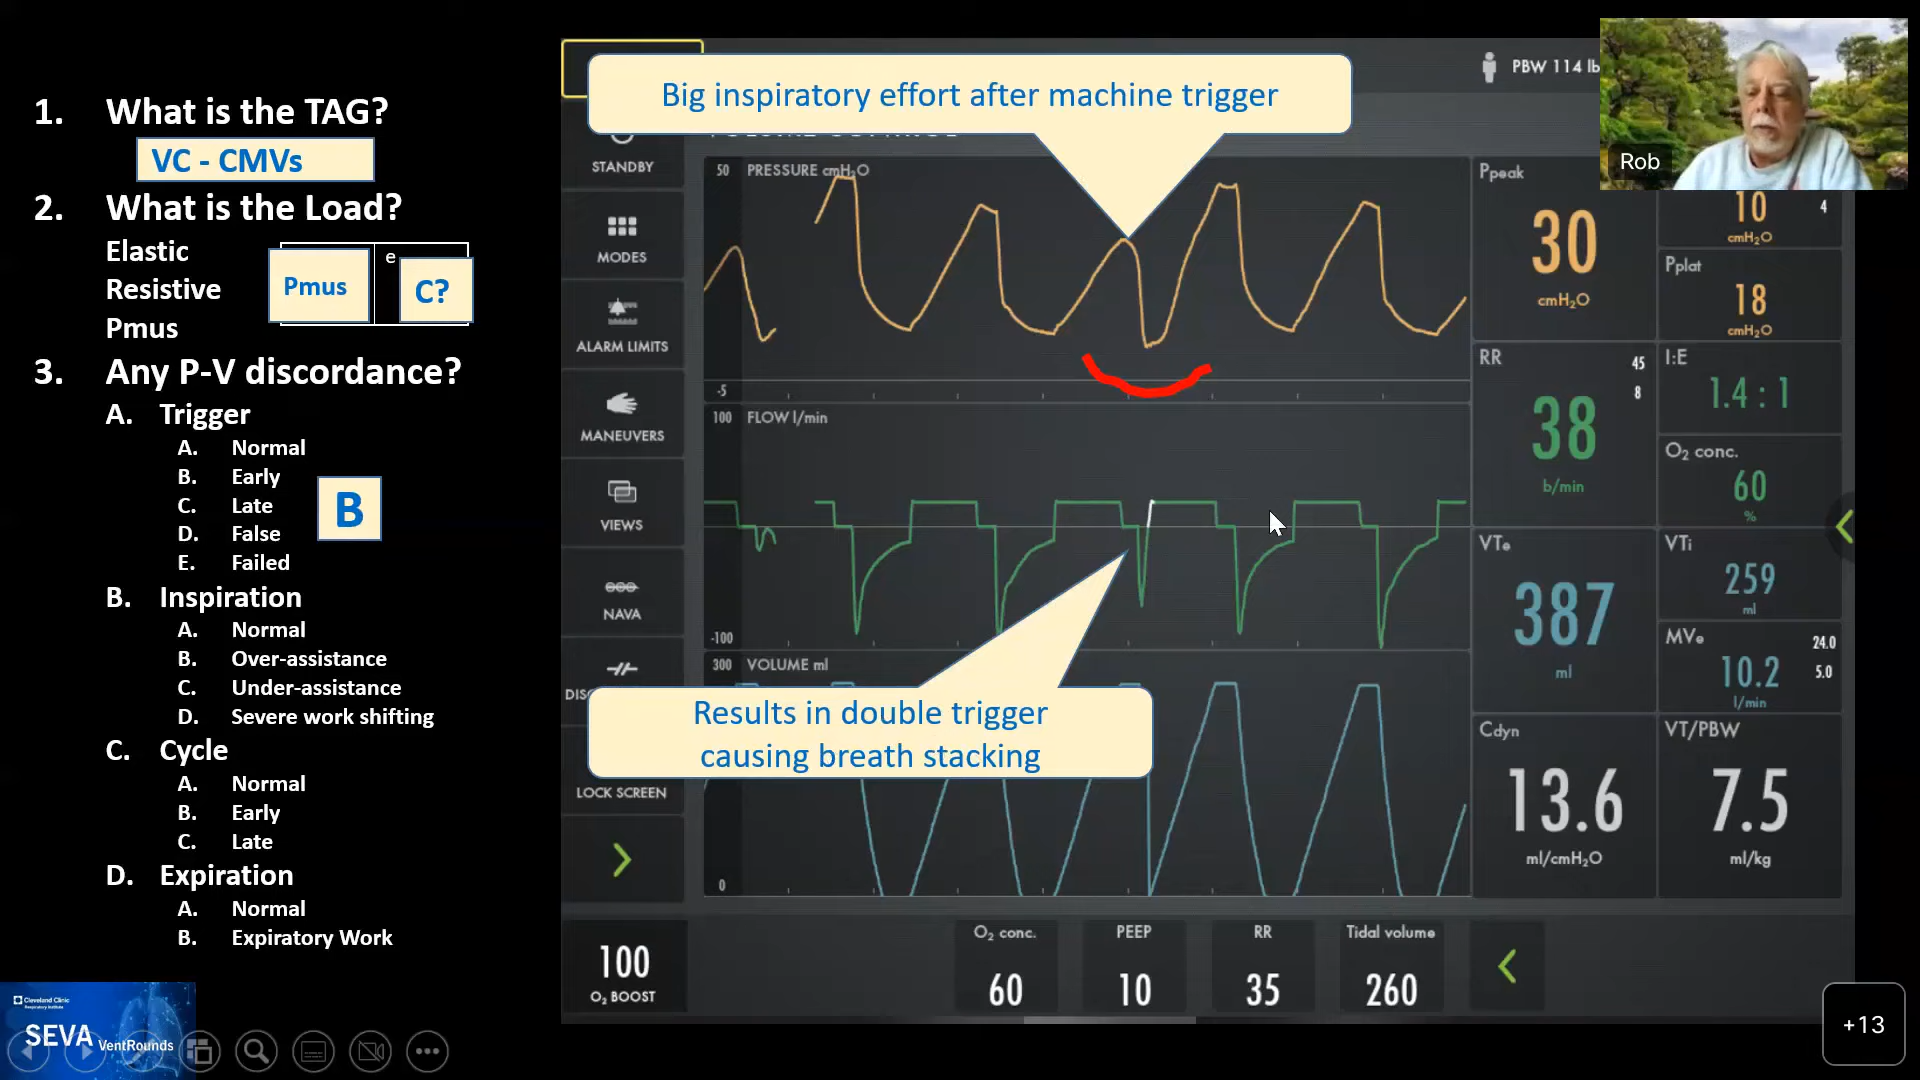 1. What is the TAG?
VC - CMVs
2. What is the Load?
Elastic
Resistive
Pmus
Pmus
e
C?
3. Any P-V discordance?
A. Trigger
A. Normal
B. Early
C. Late
D. False
E. Failed
B
B. Inspiration
A. Normal
B. Over-assistance
C. Under-assistance
D. Severe work shifting
C. Cycle
A. Normal
B. Early
C. Late
D. Expiration
A. Normal
B. Expiratory Work
Cleveland Clinic
Respiratory Institute
SEVA VentRounds
Big inspiratory effort after machine trigger
PBW 114 lb
Rob
STANDBY
MODES
ALARM LIMITS
MANEUVERS
VIEWS
NAVA
DIS
LOCK SCREEN
50 PRESSURE cmH2O
-5
100 FLOW l/min
-100
300 VOLUME ml
0
Results in double trigger
causing breath stacking
Ppeak
30
cmH2O
10 4
cmH2O
Pplat
18
cmH2O
RR 45
8
38
b/min
I:E
1.4 : 1
O2 conc.
60
%
VTe
387
ml
VTi
259
ml
MVe 24.0
5.0
10.2
l/min
Cdyn
13.6
ml/cmH2O
VT/PBW
7.5
ml/kg
100
O2 BOOST
O2 conc.
60
PEEP
10
RR
35
Tidal volume
260
+13